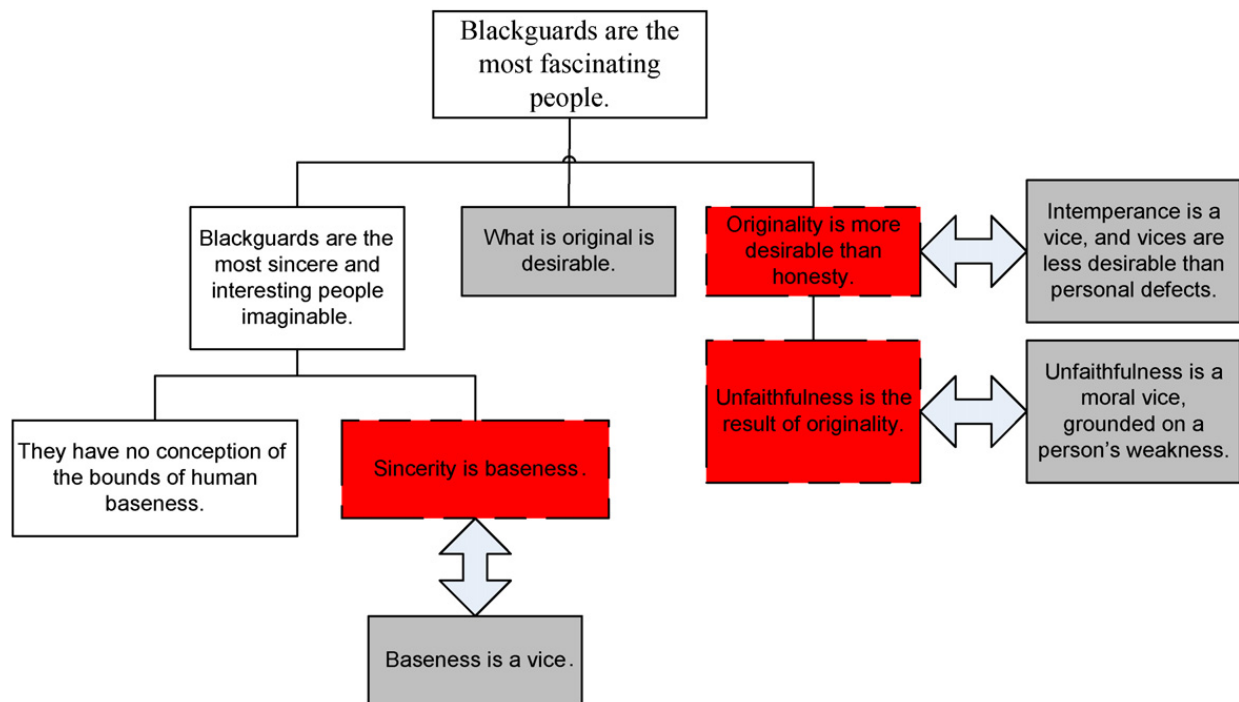 Blackguards are the
most fascinating
people.
Blackguards are the
most sincere and
interesting people
imaginable.
What is original is
desirable.
Originality is more
desirable than
honesty.
Intemperance is a
vice, and vices are
less desirable than
personal defects.
They have no conception of
the bounds of human
baseness.
Sincerity is baseness.
Unfaithfulness is the
result of originality.
Unfaithfulness is a
moral vice,
grounded on a
person’s weakness.
Baseness is a vice.